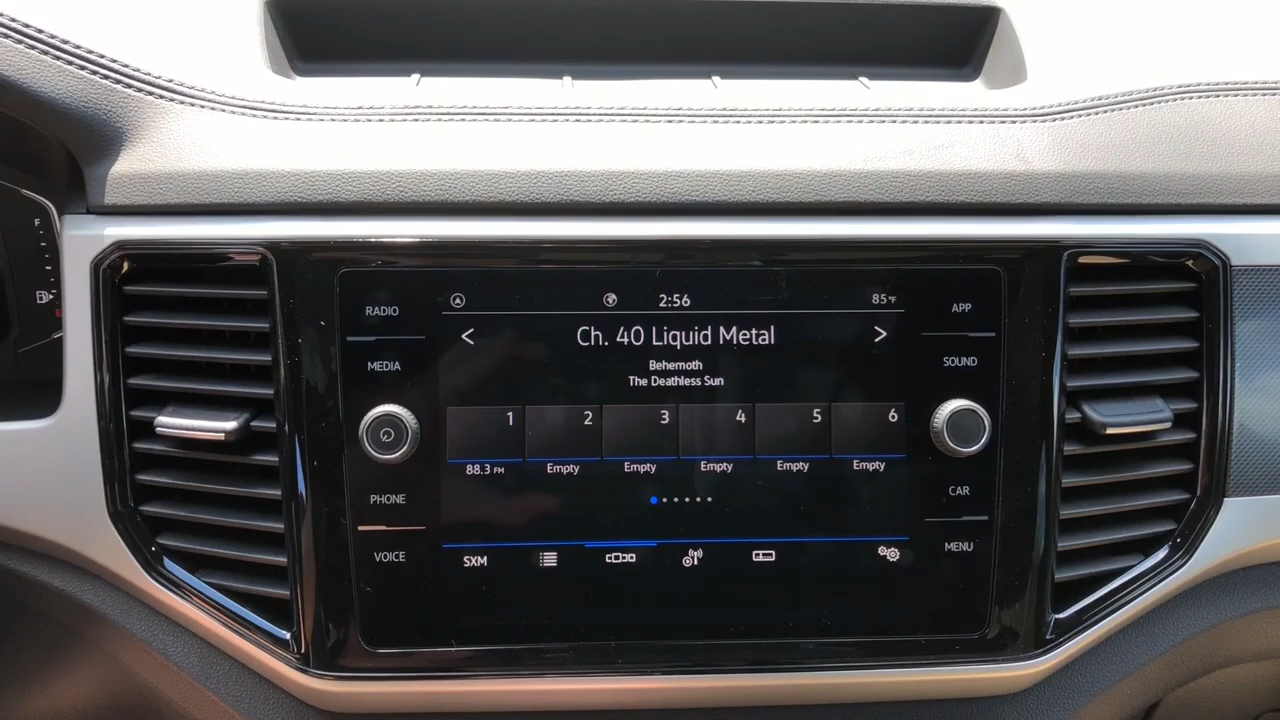 F
RADIO
MEDIA
PHONE
VOICE
2:56
85°F
Ch. 40 Liquid Metal
Behemoth
The Deathless Sun
1 2 3 4 5 6
88.3 FM Empty Empty Empty Empty Empty
SXM
APP
SOUND
CAR
MENU